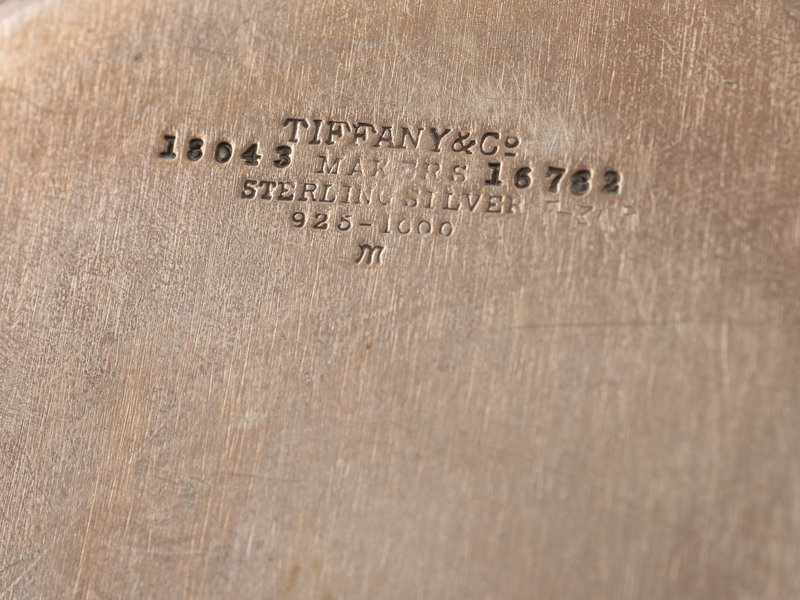 TIFFANY & Cº
18043 MAKERS 16782
STERLING SILVER
925-1000
M